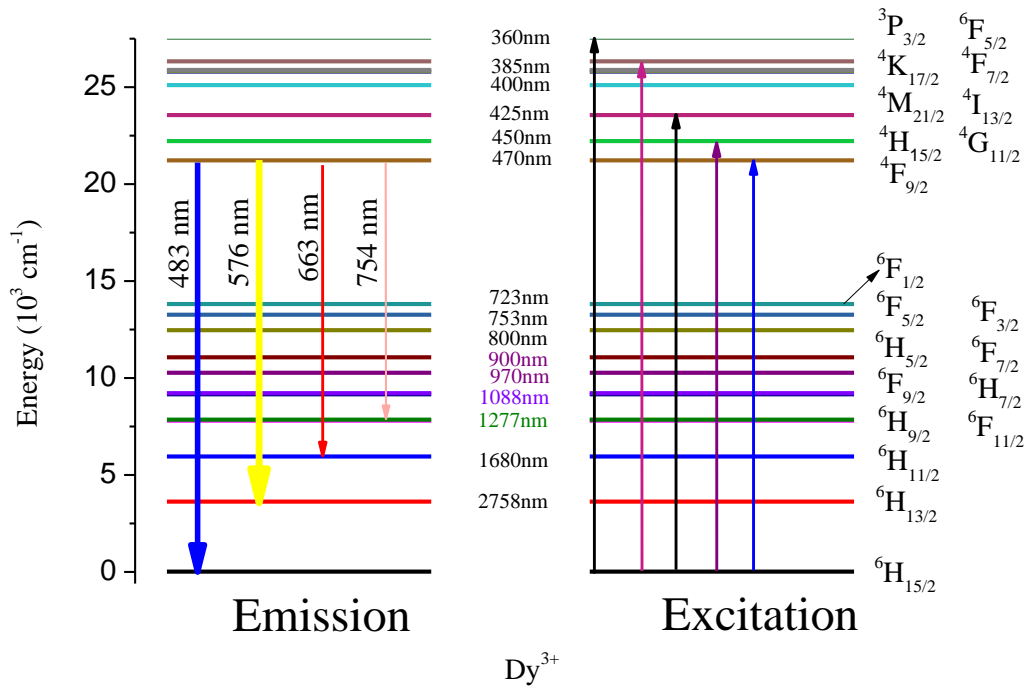 ³P₃/₂ ⁶F₅/₂
360nm
⁴K₁₇/₂ ⁴F₇/₂
385nm
25
400nm
⁴M₂₁/₂ ⁴I₁₃/₂
425nm
⁴H₁₅/₂ ⁴G₁₁/₂
450nm
470nm
⁴F₉/₂
20
483 nm
576 nm
663 nm
754 nm
Energy (10³ cm⁻¹)
15
⁶F₁/₂
723nm
⁶F₅/₂ ⁶F₃/₂
753nm
800nm
⁶H₅/₂ ⁶F₇/₂
900nm
10
970nm
⁶F₉/₂ ⁶H₇/₂
1088nm
1277nm
⁶H₉/₂ ⁶F₁₁/₂
1680nm
⁶H₁₁/₂
5
2758nm
⁶H₁₃/₂
0
⁶H₁₅/₂
Emission
Excitation
Dy³⁺